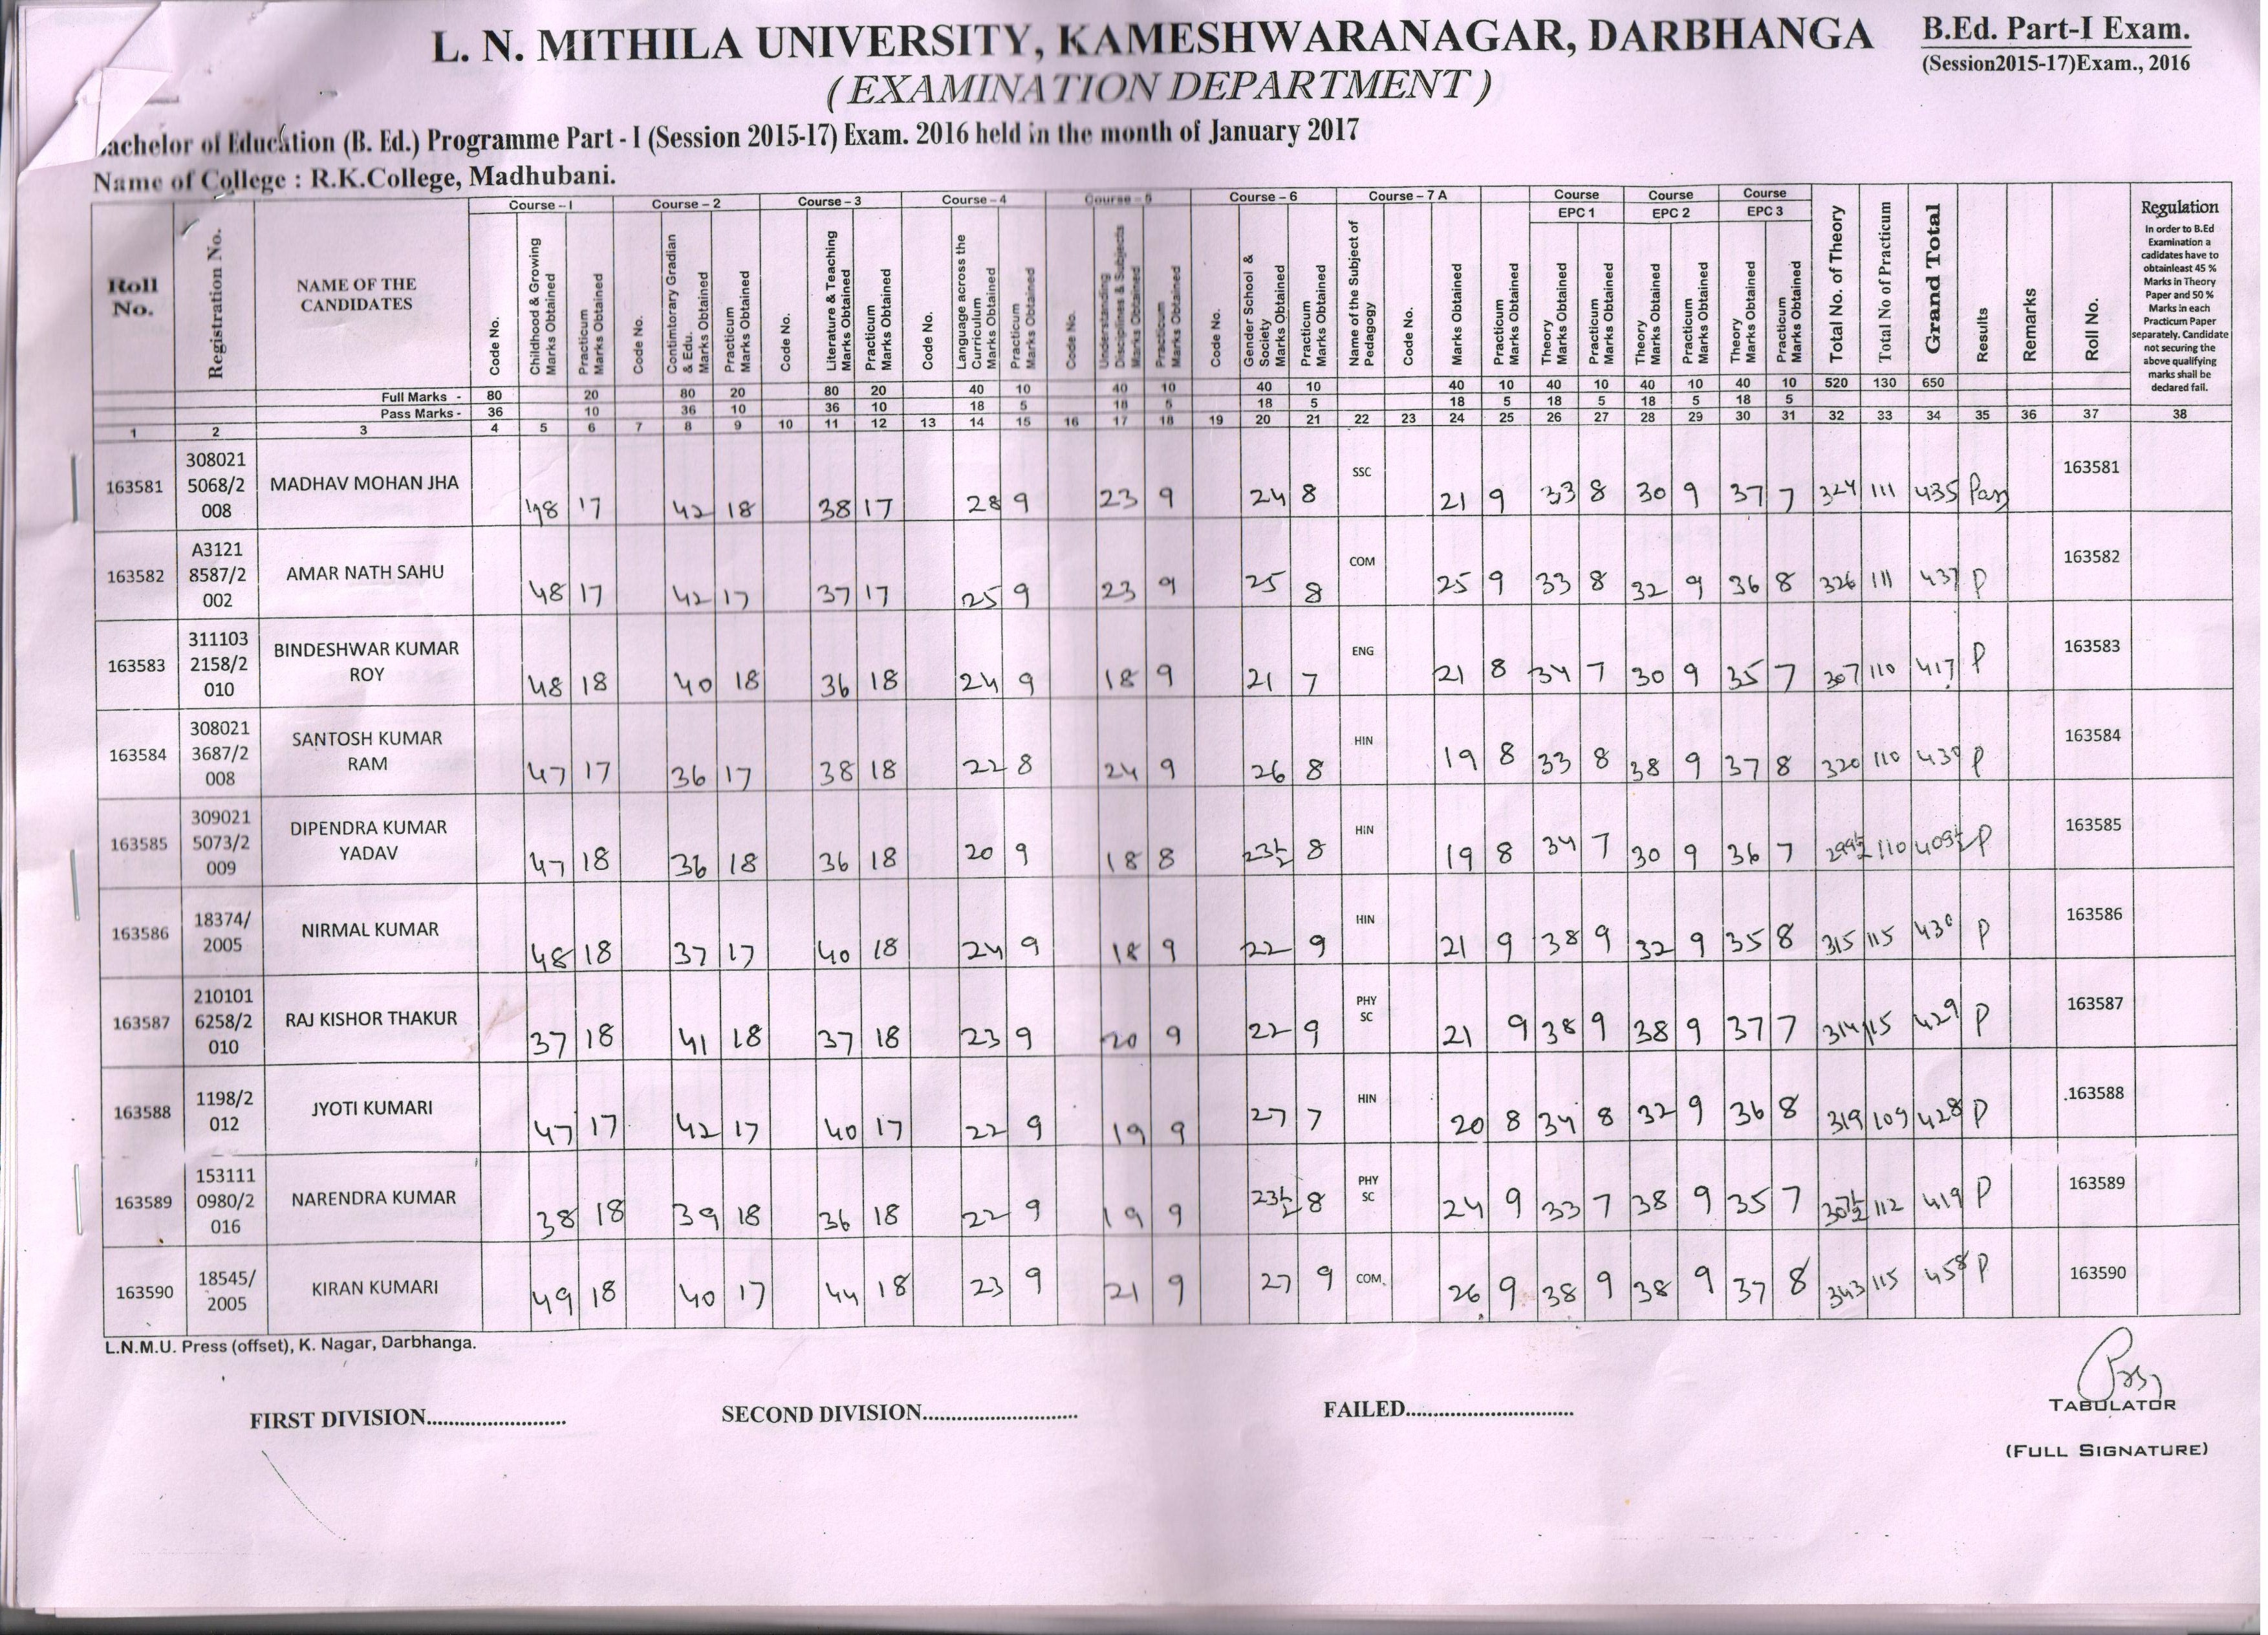 L. N. MITHILA UNIVERSITY, KAMESHWARANAGAR, DARBHANGA
B.Ed. Part-I Exam.
(Session2015-17)Exam., 2016
(EXAMINATION DEPARTMENT)
achelor of Education (B. Ed.) Programme Part - I (Session 2015-17) Exam. 2016 held in the month of January 2017
Name of College : R.K.College, Madhubani.
Roll No. Registration No. NAME OF THE CANDIDATES Course – I Course – 2 Course – 3 Course – 4 Course – 5 Course – 6 Course – 7 A Course EPC 1 Course EPC 2 Course EPC 3 Total No. of Theory Total No of Practicum Grand Total Results Remarks Roll No. Regulation
Code No. Childhood & Growing Marks Obtained Practicum Marks Obtained
Code No. Contimtorary Gradian & Edu. Marks Obtained Practicum Marks Obtained
Code No. Literature & Teaching Marks Obtained Practicum Marks Obtained
Code No. Language across the Curriculum Marks Obtained Practicum Marks Obtained
Code No. Understanding Disciplines & Subjects Marks Obtained Practicum Marks Obtained
Code No. Gender School & Society Marks Obtained Practicum Marks Obtained
Name of the Subject of Pedagogy Code No. Marks Obtained Practicum Marks Obtained
Theory Marks Obtained Practicum Marks Obtained
Theory Marks Obtained Practicum Marks Obtained
Theory Marks Obtained Practicum Marks Obtained
In order to B.Ed
Examination a
cadidates have to
obtainleast 45 %
Marks in Theory
Paper and 50 %
Marks in each
Practicum Paper
separately. Candidate
not securing the
above qualifying
marks shall be
declared fail.
Full Marks - 80 20 80 20 80 20 40 10 40 10 40 10 40 10 40 10 40 10 40 10 520 130 650
Pass Marks - 36 10 36 10 36 10 18 5 18 5 18 5 18 5 18 5 18 5 18 5
1 2 3 4 5 6 7 8 9 10 11 12 13 14 15 16 17 18 19 20 21 22 23 24 25 26 27 28 29 30 31 32 33 34 35 36 37 38
163581 3080215068/2008 MADHAV MOHAN JHA 48 17 42 18 38 17 28 9 23 9 24 8 SSC 21 9 33 8 30 9 37 7 324 111 435 Pass 163581
163582 A31218587/2002 AMAR NATH SAHU 48 17 42 17 37 17 25 9 23 9 25 8 COM 25 9 33 8 32 9 36 8 326 111 437 P 163582
163583 3111032158/2010 BINDESHWAR KUMAR ROY 48 18 40 18 36 18 24 9 18 9 21 7 ENG 21 8 34 7 30 9 35 7 307 110 417 P 163583
163584 3080213687/2008 SANTOSH KUMAR RAM 47 17 36 17 38 18 22 8 24 9 26 8 HIN 19 8 33 8 38 9 37 8 320 110 430 P 163584
163585 3090215073/2009 DIPENDRA KUMAR YADAV 47 18 36 18 36 18 20 9 18 8 23½ 8 HIN 19 8 34 7 30 9 36 7 299½ 110 409½ P 163585
163586 18374/2005 NIRMAL KUMAR 48 18 37 17 40 18 24 9 18 9 22 9 HIN 21 9 38 9 32 9 35 8 315 115 430 P 163586
163587 2101016258/2010 RAJ KISHOR THAKUR 37 18 41 18 37 18 23 9 20 9 22 9 PHY SC 21 9 38 9 38 9 37 7 314 115 429 P 163587
163588 1198/2012 JYOTI KUMARI 47 17 42 17 40 17 22 9 19 9 27 7 HIN 20 8 34 8 32 9 36 8 319 109 428 P 163588
163589 1531110980/2016 NARENDRA KUMAR 38 18 39 18 36 18 22 9 19 9 23½ 8 PHY SC 24 9 33 7 38 9 35 7 307½ 112 419 P 163589
163590 18545/2005 KIRAN KUMARI 49 18 40 17 44 18 23 9 21 9 27 9 COM. 26 9 38 9 38 9 37 8 343 115 458 P 163590
L.N.M.U. Press (offset), K. Nagar, Darbhanga.
FIRST DIVISION.......................... SECOND DIVISION............................. FAILED...............................
TABULATOR
(FULL SIGNATURE)